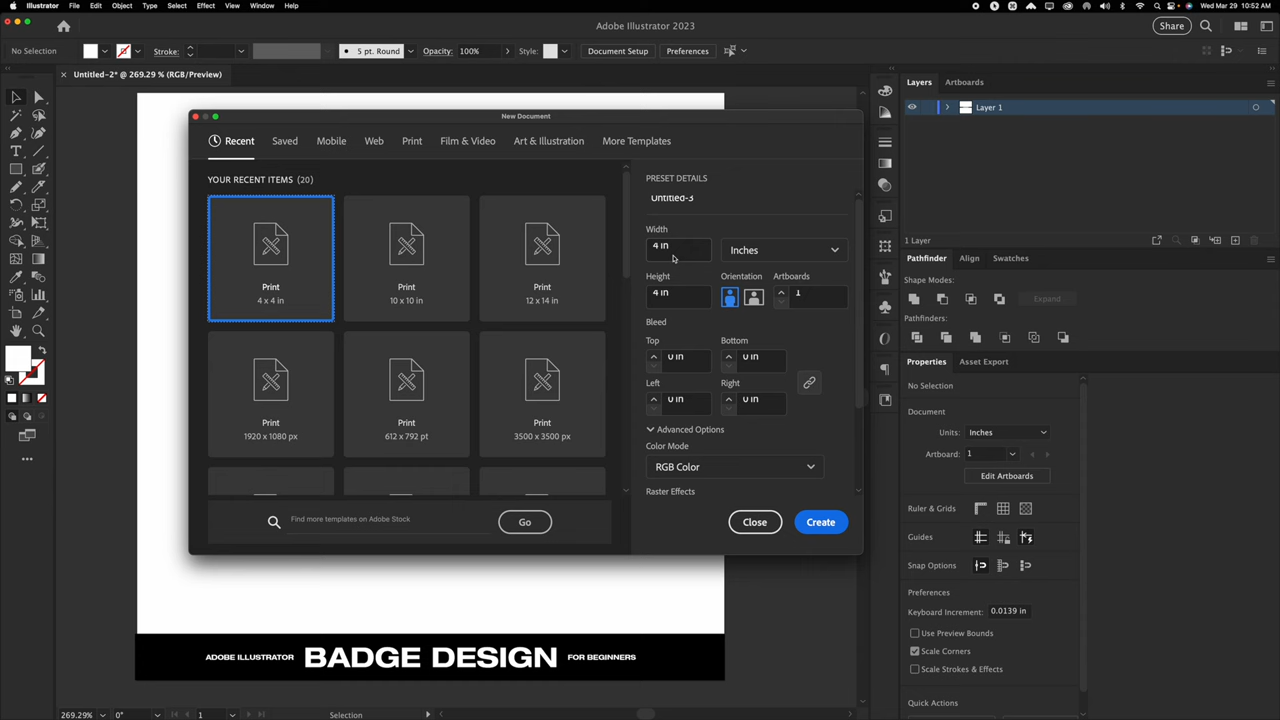 Illustrator File Edit Object Type Select Effect View Window Help Wed Mar 29 10:52 AM
Adobe Illustrator 2023
Share
No Selection Stroke: 5 pt. Round Opacity: 100% Style: Document Setup Preferences
Untitled-2* @ 269.29 % (RGB/Preview)
New Document
Recent Saved Mobile Web Print Film & Video Art & Illustration More Templates
YOUR RECENT ITEMS (20)
Print
4 x 4 in
Print
10 x 10 in
Print
12 x 14 in
Print
1920 x 1080 px
Print
612 x 792 pt
Print
3500 x 3500 px
Find more templates on Adobe Stock
Go
PRESET DETAILS
Untitled-3
Width
4 in Inches
Height Orientation Artboards
4 in 1
Bleed
Top Bottom
0 in 0 in
Left Right
0 in 0 in
Advanced Options
Color Mode
RGB Color
Raster Effects
Close Create
Layers Artboards
Layer 1
1 Layer
Pathfinder Align Swatches
Shape Modes:
Expand
Pathfinders:
Properties Asset Export
No Selection
Document
Units: Inches
Artboard: 1
Edit Artboards
Ruler & Grids
Guides
Snap Options
Preferences
Keyboard Increment: 0.0139 in
Use Preview Bounds
Scale Corners
Scale Strokes & Effects
Quick Actions
ADOBE ILLUSTRATOR BADGE DESIGN FOR BEGINNERS
269.29% 0° 1 Selection